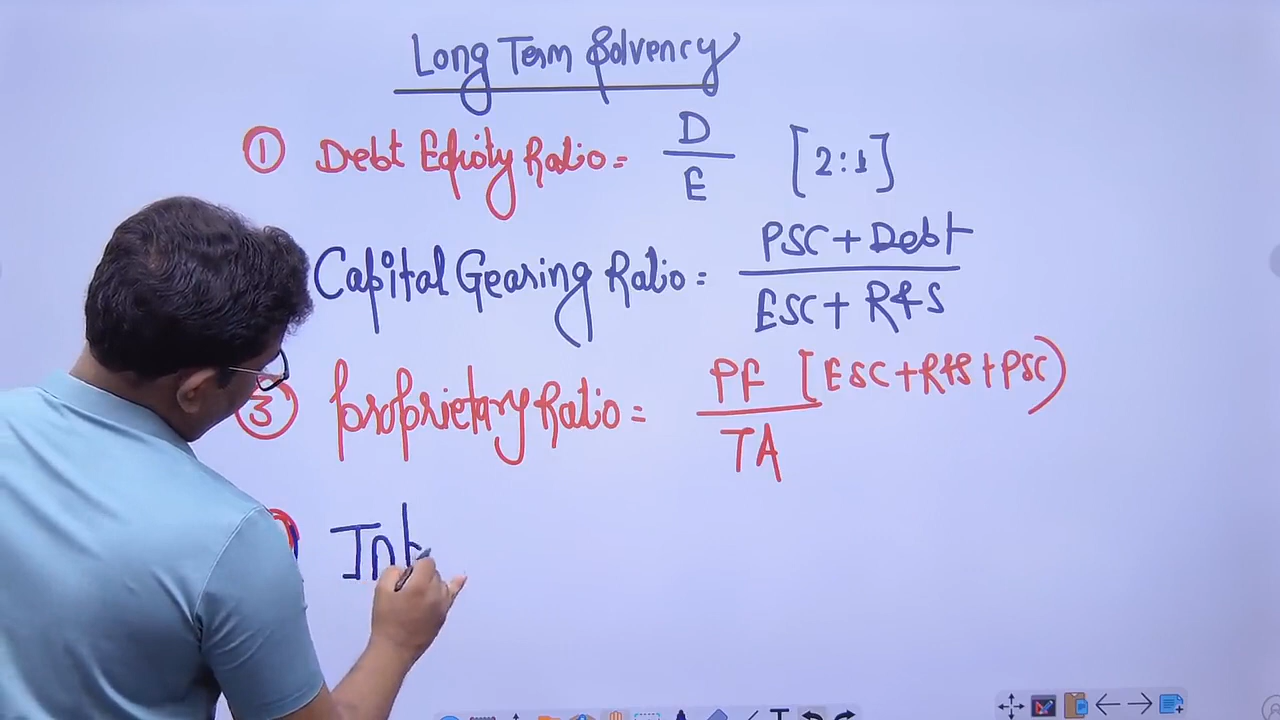 Long Term Solvency
① Debt Equity Ratio = D / E [2:1]
Capital Gearing Ratio = PSC + Debt / ESC + R&S
③ Proprietary Ratio = PF / TA [ESC + R&S + PSC)
Int